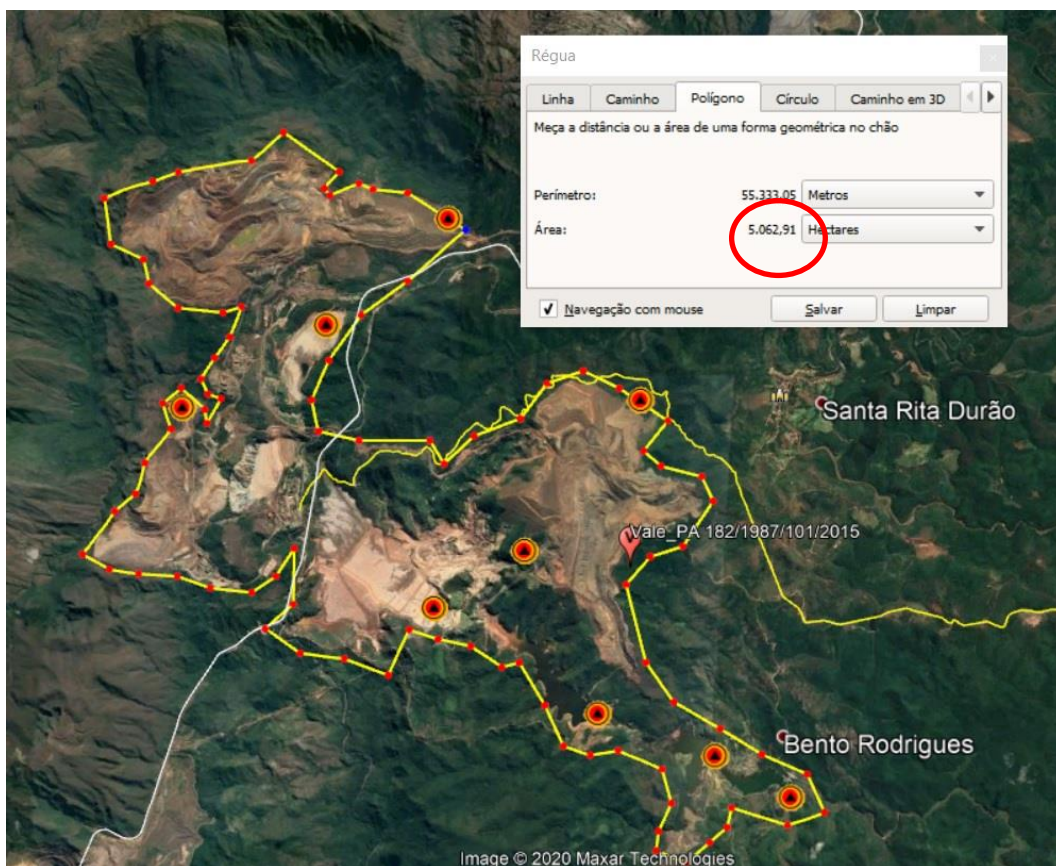 Régua
Linha Caminho Polígono Círculo Caminho em 3D
Meça a distância ou a área de uma forma geométrica no chão
Perímetro: 55.333,05 Metros
Área: 5.062,91 Hectares
Navegação com mouse Salvar Limpar
Santa Rita Durão
Vale_PA 182/1987/101/2015
Bento Rodrigues
Image © 2020 Maxar Technologies